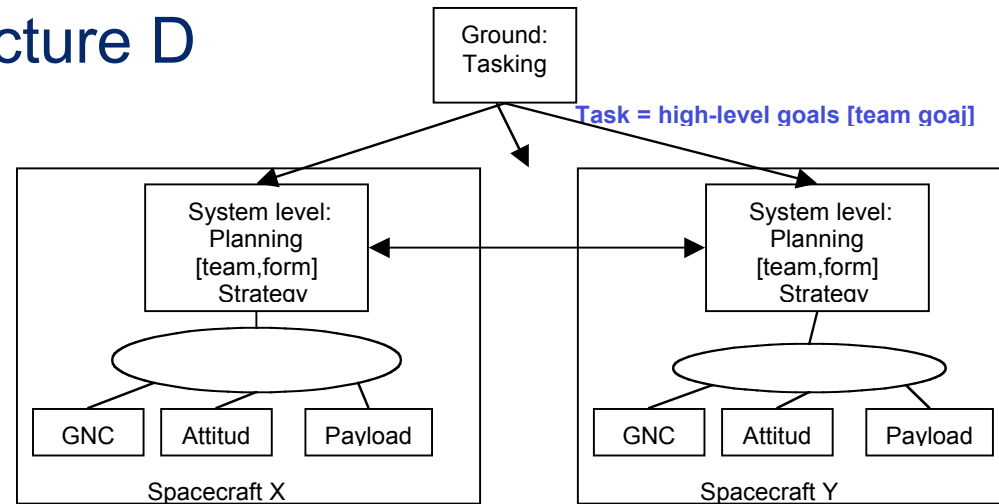 cture D
Ground:
Tasking
Task = high-level goals [team goal]
System level:
Planning
[team,form]
Strategy
System level:
Planning
[team,form]
Strategy
GNC
Attitud
Payload
GNC
Attitud
Payload
Spacecraft X
Spacecraft Y